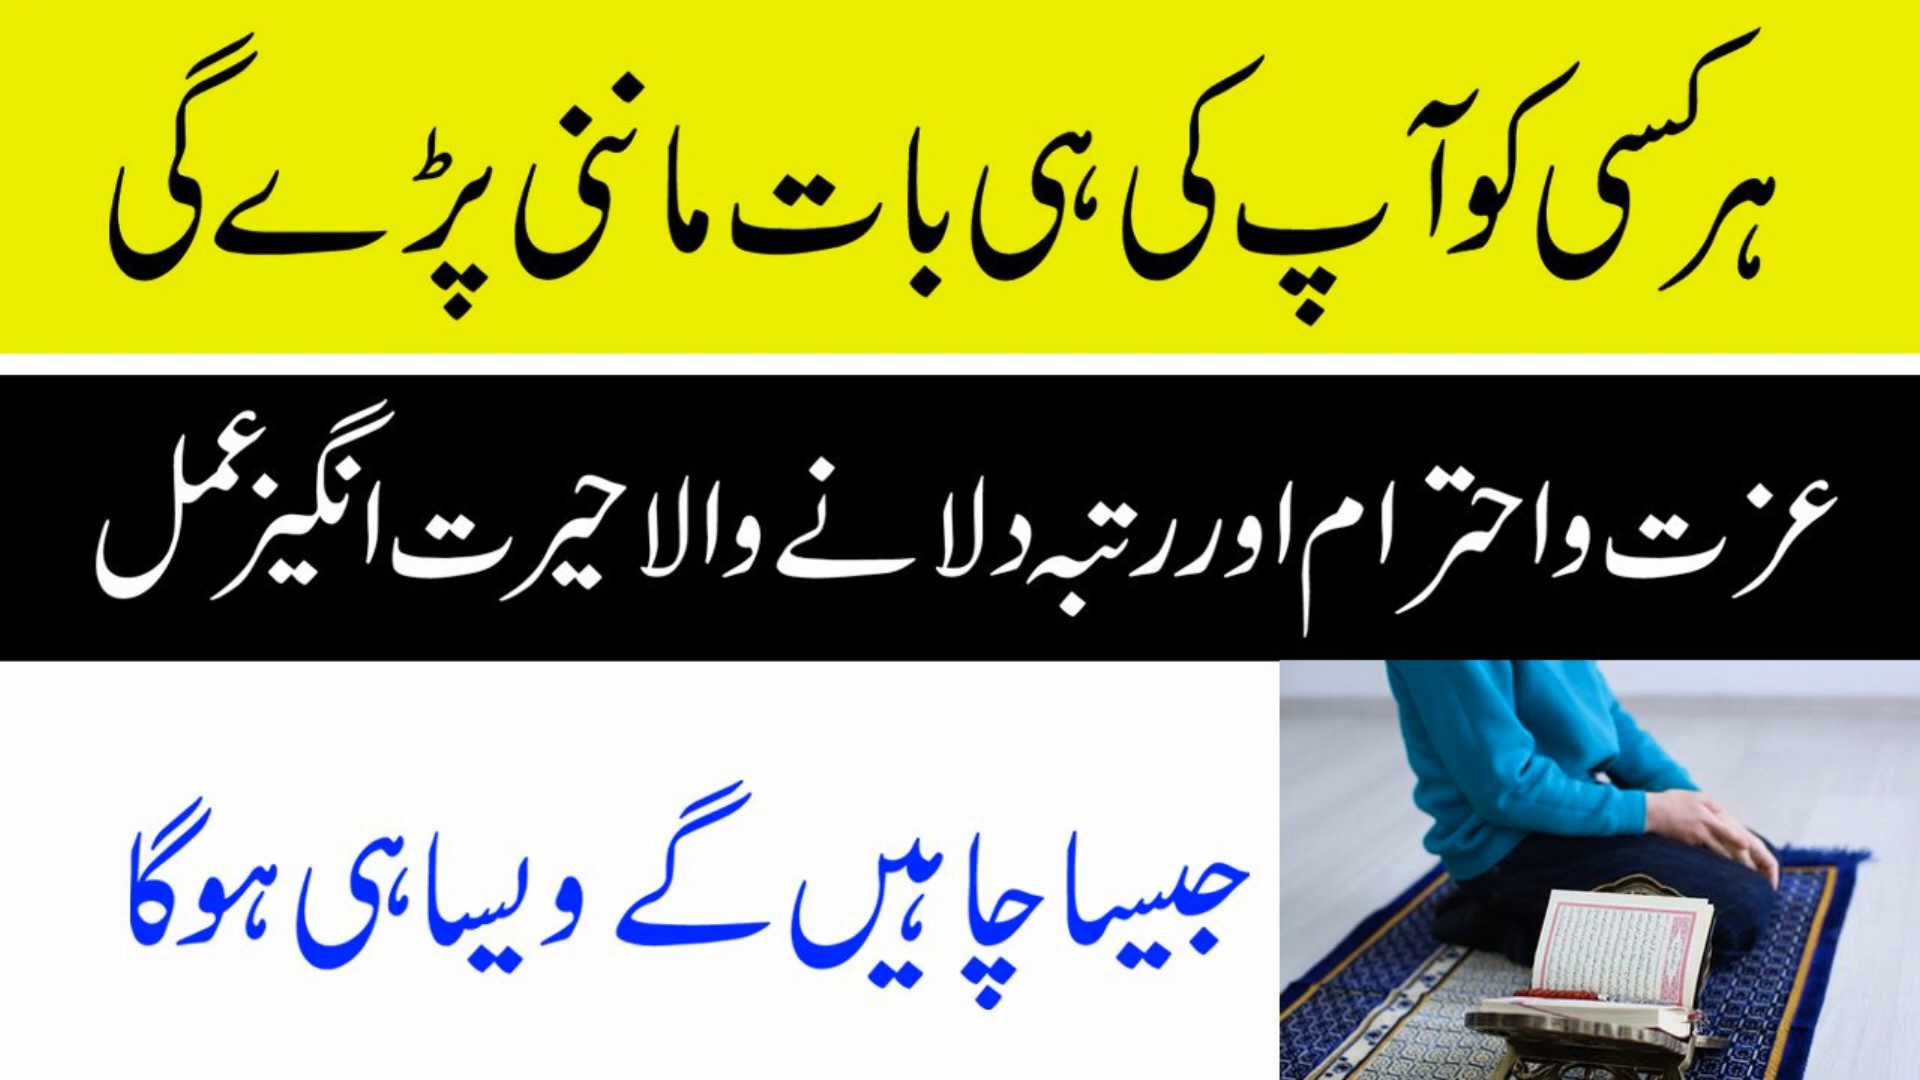 ہر کسی کو آپ کی ہی بات ماننی پڑے گی
عزت و احترام اور رتبہ دلانے والا حیرت انگیز عمل
جیسا چاہیں گے ویسا ہی ہوگا